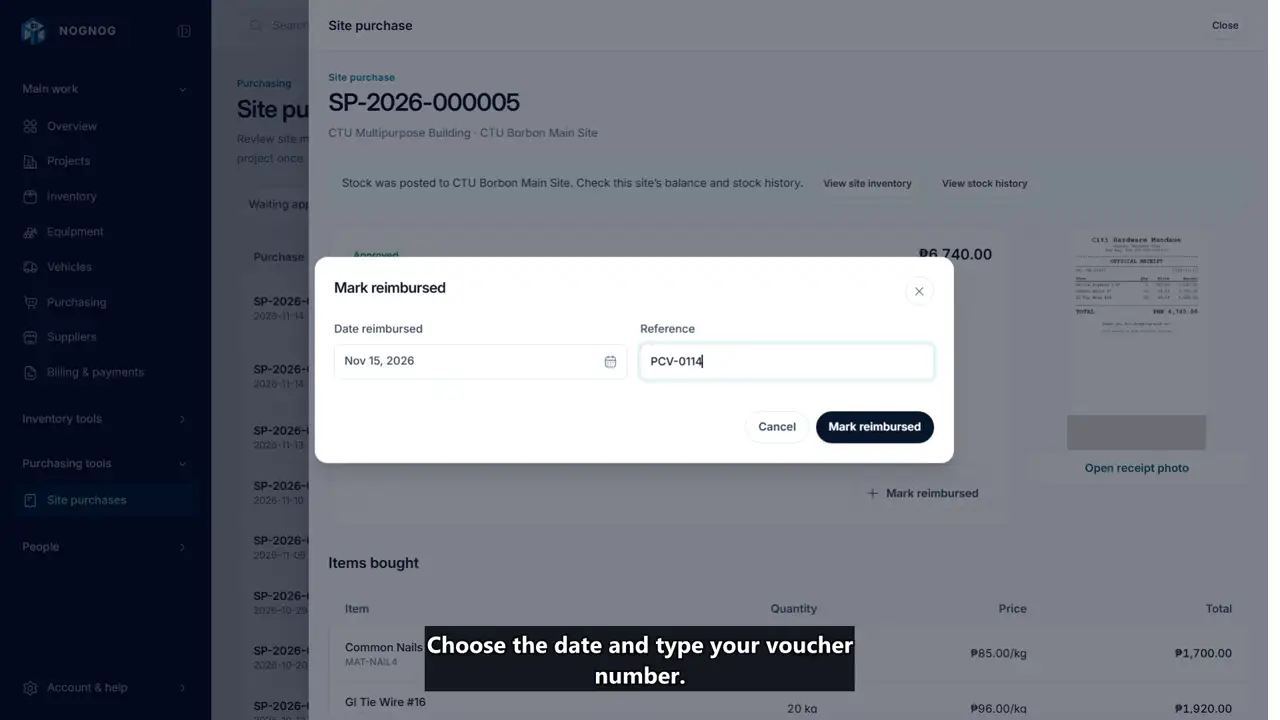 NOGNOG
Main work
Overview
Projects
Inventory
Equipment
Vehicles
Purchasing
Suppliers
Billing & payments
Inventory tools
Purchasing tools
Site purchases
People
Account & help
Purchasing
Site pu
Review site m
project once
Waiting app
Purchase
SP-2026-
2026-11-14
SP-2026-
2026-11-14
SP-2026-
2026-11-13
SP-2026-
2026-11-10
SP-2026-
2026-11-09
SP-2026-
SP-2026-
2026-10-20
SP-2026-
Site purchase
Close
Site purchase
SP-2026-000005
CTU Multipurpose Building · CTU Borbon Main Site
Stock was posted to CTU Borbon Main Site. Check this site's balance and stock history.
View site inventory
View stock history
Approved
₱6,740.00
Citi Hardware Mandaue
OFFICIAL RECEIPT
TOTAL PHP 6,740.00
Open receipt photo
Mark reimbursed
Date reimbursed
Nov 15, 2026
Reference
PCV-0114
Cancel
Mark reimbursed
Mark reimbursed
Items bought
Item Quantity Price Total
Common Nails
MAT-NAIL4
₱85.00/kg ₱1,700.00
GI Tie Wire #16
20 kg ₱96.00/kg ₱1,920.00
Choose the date and type your voucher
number.